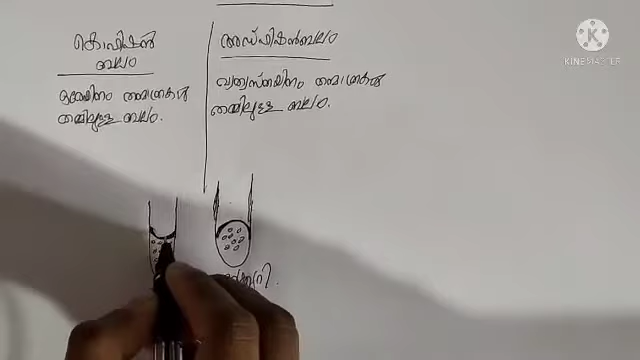 കൊഹിഷൻ
ബലം
ഒരേയിനം തന്മാത്രകൾ
തമ്മിലുള്ള ബലം.
അഡ്ഹിഷൻബലം
വ്യത്യസ്തയിനം തന്മാത്രകൾ
തമ്മിലുള്ള ബലം.
KINEMASTER